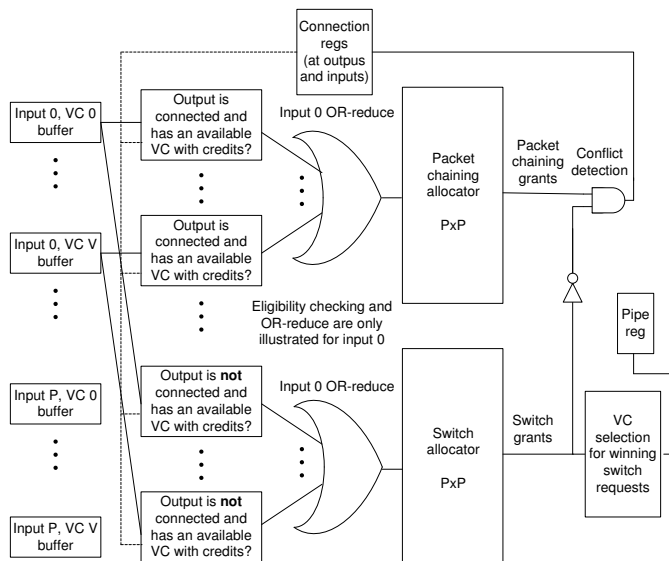 Connection
regs
(at outpus
and inputs)
Input 0, VC 0
buffer
Output is
connected and
has an available
VC with credits?
Input 0 OR-reduce
Packet
chaining
allocator
PxP
Packet
chaining
grants
Conflict
detection
Input 0, VC V
buffer
Output is
connected and
has an available
VC with credits?
Eligibility checking and
OR-reduce are only
illustrated for input 0
Pipe
reg
Input P, VC 0
buffer
Output is not
connected and
has an available
VC with credits?
Input 0 OR-reduce
Switch
allocator
PxP
Switch
grants
VC
selection
for winning
switch
requests
Input P, VC V
buffer
Output is not
connected and
has an available
VC with credits?